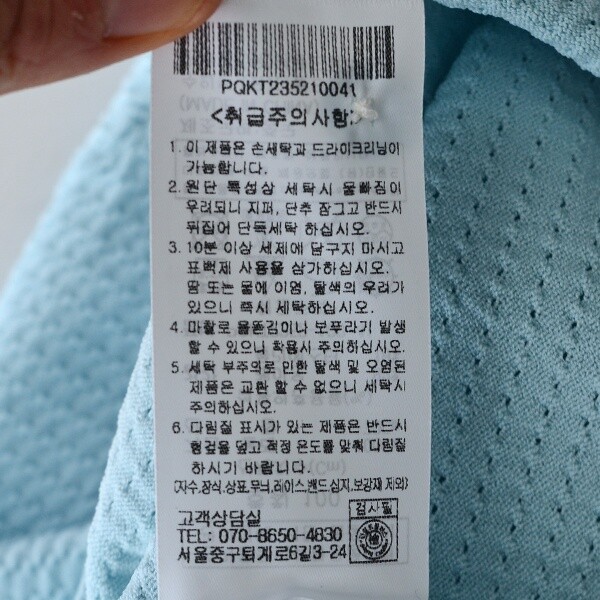 PQKT235210041
<취급주의사항>
1. 이 제품은 손세탁과 드라이크리닝이
가능합니다.
2. 원단 특성상 세탁시 물빠짐이
우려되니 지퍼, 단추 잠그고 반드시
뒤집어 단독세탁 하십시오.
3. 10분 이상 세제에 담구지 마시고
표백제 사용을 삼가하십시오.
땀 또는 물에 이염, 탈색의 우려가
있으니 즉시 세탁하십시오.
4. 마찰로 올뜯김이나 보푸라기 발생
할 수 있으니 착용시 주의하십시오.
5. 세탁 부주의로 인한 탈색 및 오염된
제품은 교환 할 수 없으니 세탁시
주의하십시오.
6. 다림질 표시가 있는 제품은 반드시
헝겊을 덮고 적정 온도를 맞춰 다림질
하시기 바랍니다.
(자수,장식,상표,무늬,레이스,밴드,심지,보강재 제외)
고객상담실
검사필
TEL: 070-8650-4830
서울중구퇴계로6길3-24